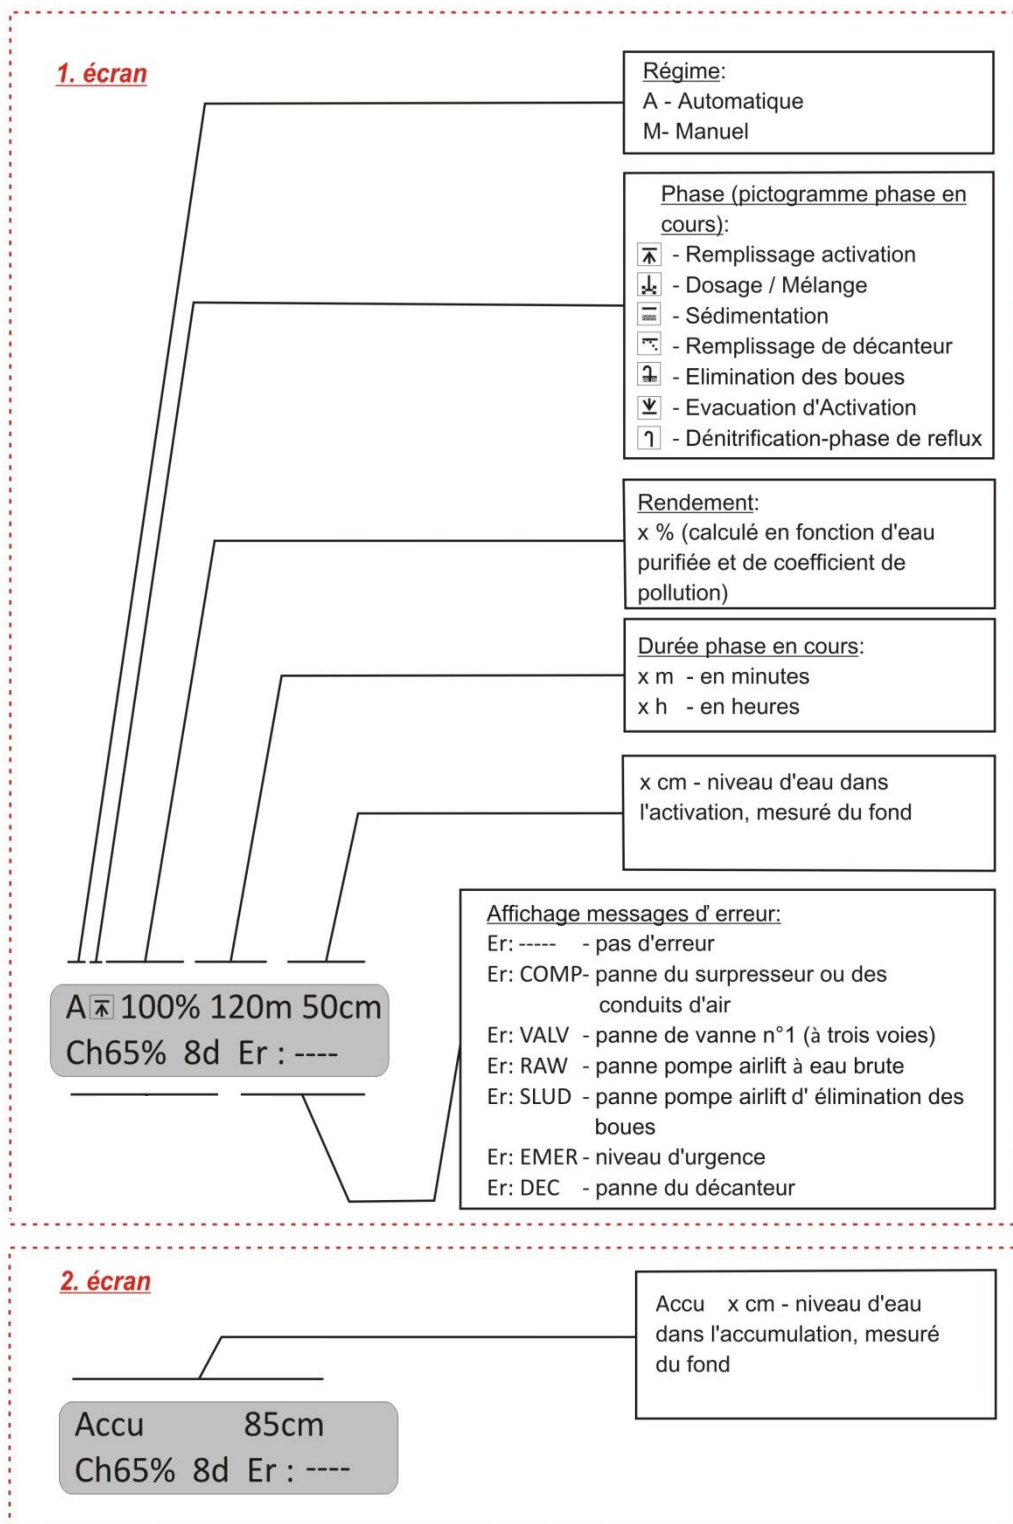 1. écran
Régime:
A - Automatique
M- Manuel
Phase (pictogramme phase en
cours):
- Remplissage activation
- Dosage / Mélange
- Sédimentation
- Remplissage de décanteur
- Elimination des boues
- Evacuation d'Activation
- Dénitrification-phase de reflux
Rendement:
x % (calculé en fonction d'eau
purifiée et de coefficient de
pollution)
Durée phase en cours:
x m - en minutes
x h - en heures
x cm - niveau d'eau dans
l'activation, mesuré du fond
Affichage messages d' erreur:
Er: ----- - pas d'erreur
Er: COMP- panne du surpresseur ou des
conduits d'air
Er: VALV - panne de vanne n°1 (à trois voies)
Er: RAW - panne pompe airlift à eau brute
Er: SLUD - panne pompe airlift d' élimination des
boues
Er: EMER - niveau d'urgence
Er: DEC - panne du décanteur
A 100% 120m 50cm
Ch65% 8d Er : ----
2. écran
Accu x cm - niveau d'eau
dans l'accumulation, mesuré
du fond
Accu 85cm
Ch65% 8d Er : ----